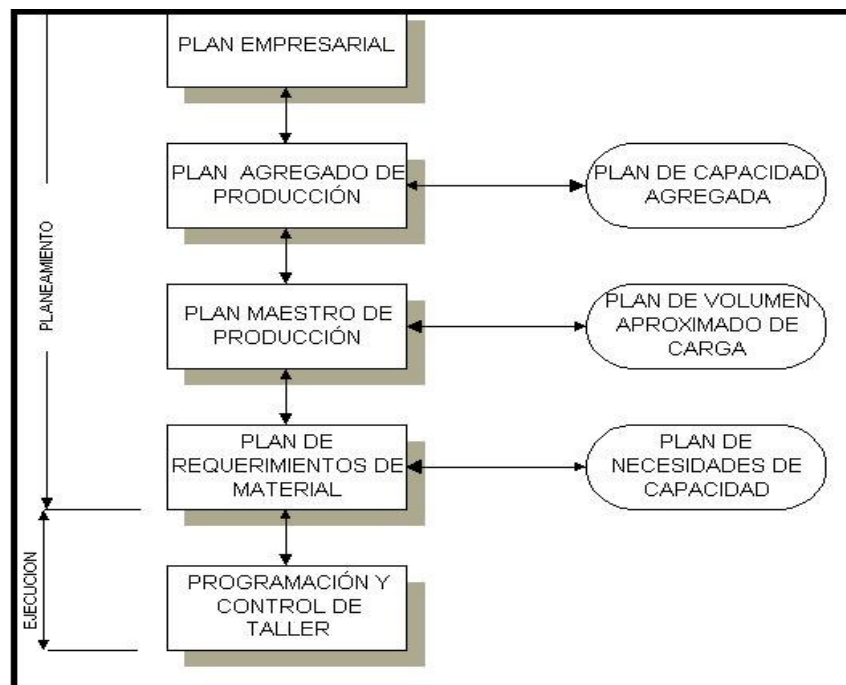 PLAN EMPRESARIAL
PLAN AGREGADO DE
PRODUCCIÓN
PLAN DE CAPACIDAD
AGREGADA
PLANEAMIENTO
PLAN MAESTRO DE
PRODUCCIÓN
PLAN DE VOLUMEN
APROXIMADO DE
CARGA
PLAN DE
REQUERIMIENTOS DE
MATERIAL
PLAN DE
NECESIDADES DE
CAPACIDAD
EJECUCION
PROGRAMACIÓN Y
CONTROL DE
TALLER